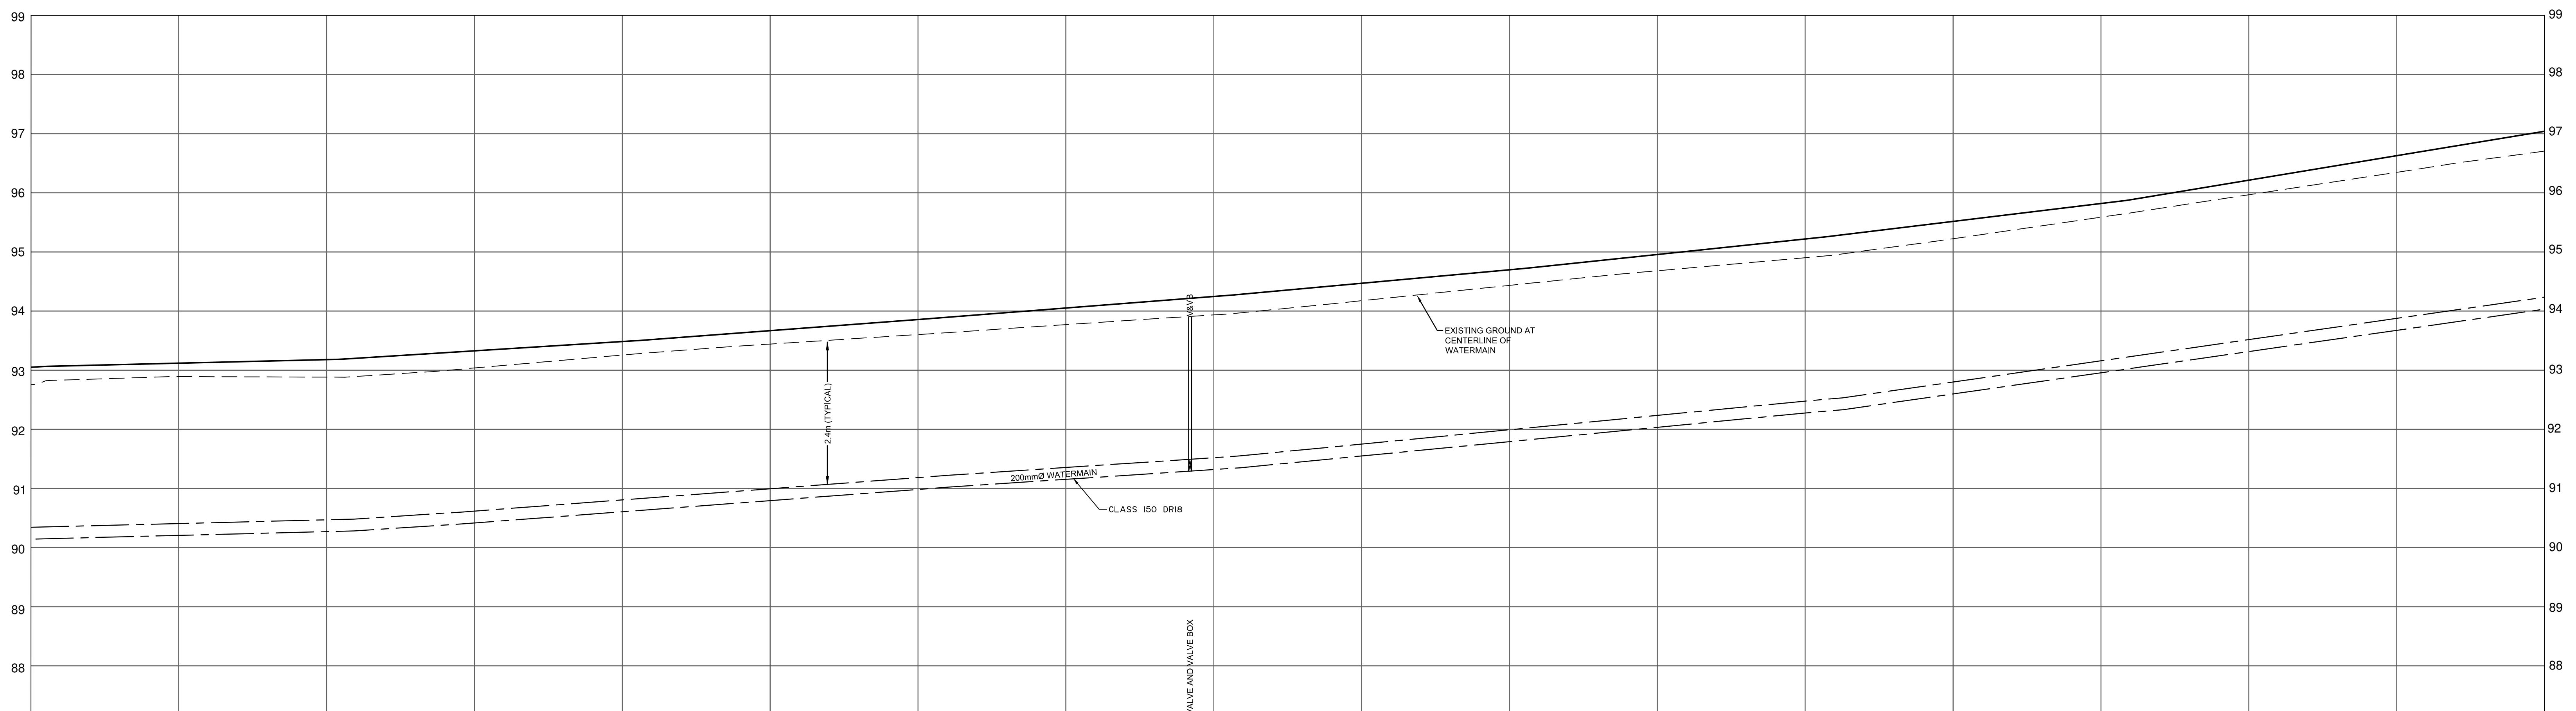 99 99
98 98
97 97
96 96
95 95
94 94
V&VB
EXISTING GROUND AT
CENTERLINE OF
WATERMAIN
93 93
2.4m (TYPICAL)
92 92
200mmØ WATERMAIN
91 91
CLASS 150 DR18
90 90
89 89
88 88
VALVE AND VALVE BOX